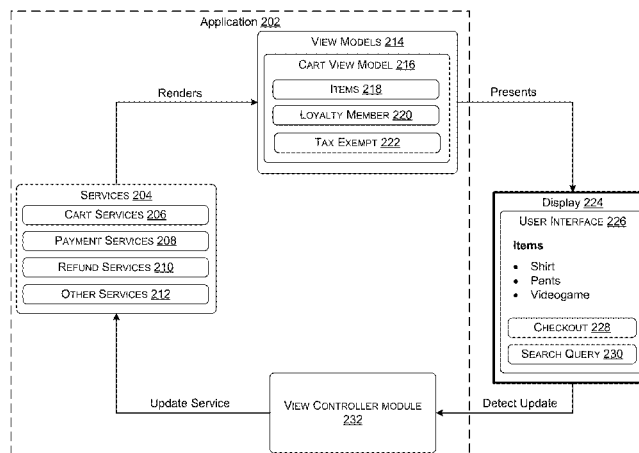 Application 202
VIEW MODELS 214
CART VIEW MODEL 216
ITEMS 218
LOYALTY MEMBER 220
TAX EXEMPT 222
Renders
Presents
SERVICES 204
CART SERVICES 206
PAYMENT SERVICES 208
REFUND SERVICES 210
OTHER SERVICES 212
Display 224
USER INTERFACE 226
Items
• Shirt
• Pants
• Videogame
CHECKOUT 228
SEARCH QUERY 230
Update Service
VIEW CONTROLLER MODULE
232
Detect Update